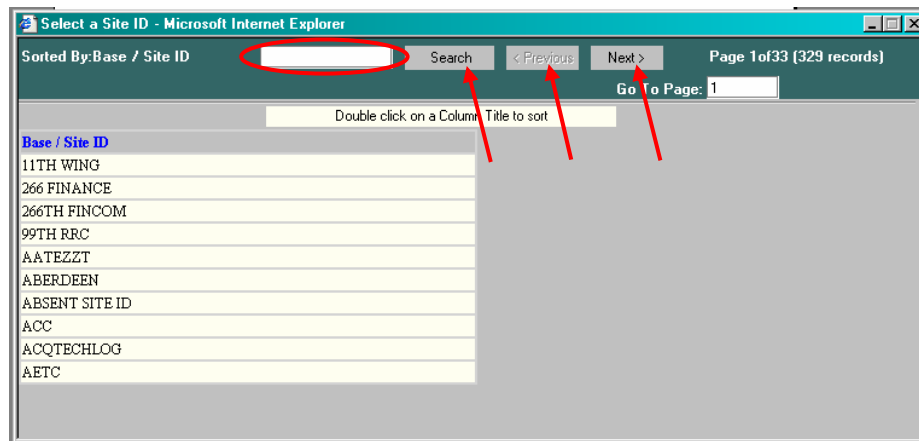 Select a Site ID - Microsoft Internet Explorer
Sorted By:Base / Site ID Search < Previous Next > Page 1of33 (329 records)
Go To Page: 1
Double click on a Column Title to sort
Base / Site ID
11TH WING
266 FINANCE
266TH FINCOM
99TH RRC
AATEZZT
ABERDEEN
ABSENT SITE ID
ACC
ACQTECHLOG
AETC